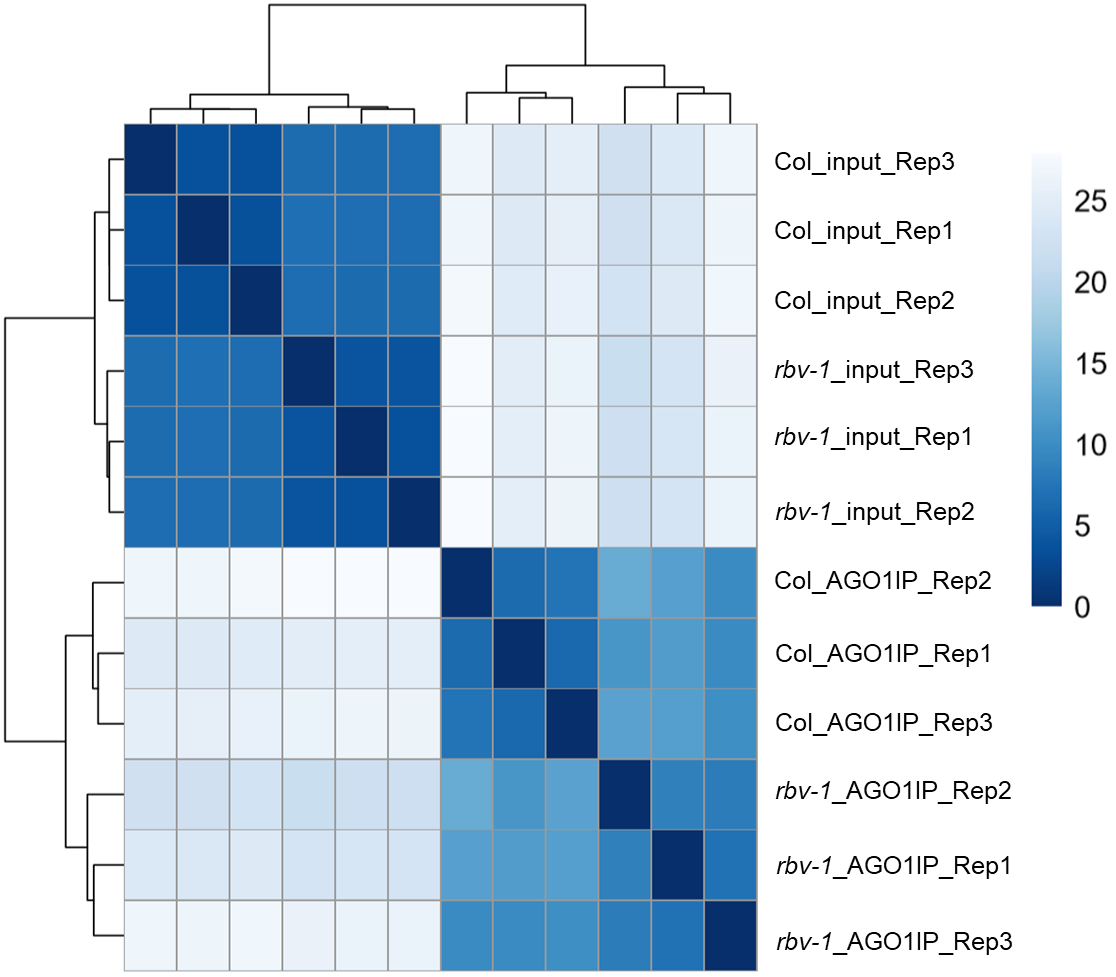 Col_input_Rep3
Col_input_Rep1
Col_input_Rep2
rbv-1_input_Rep3
rbv-1_input_Rep1
rbv-1_input_Rep2
Col_AGO1IP_Rep2
Col_AGO1IP_Rep1
Col_AGO1IP_Rep3
rbv-1_AGO1IP_Rep2
rbv-1_AGO1IP_Rep1
rbv-1_AGO1IP_Rep3
25
20
15
10
5
0